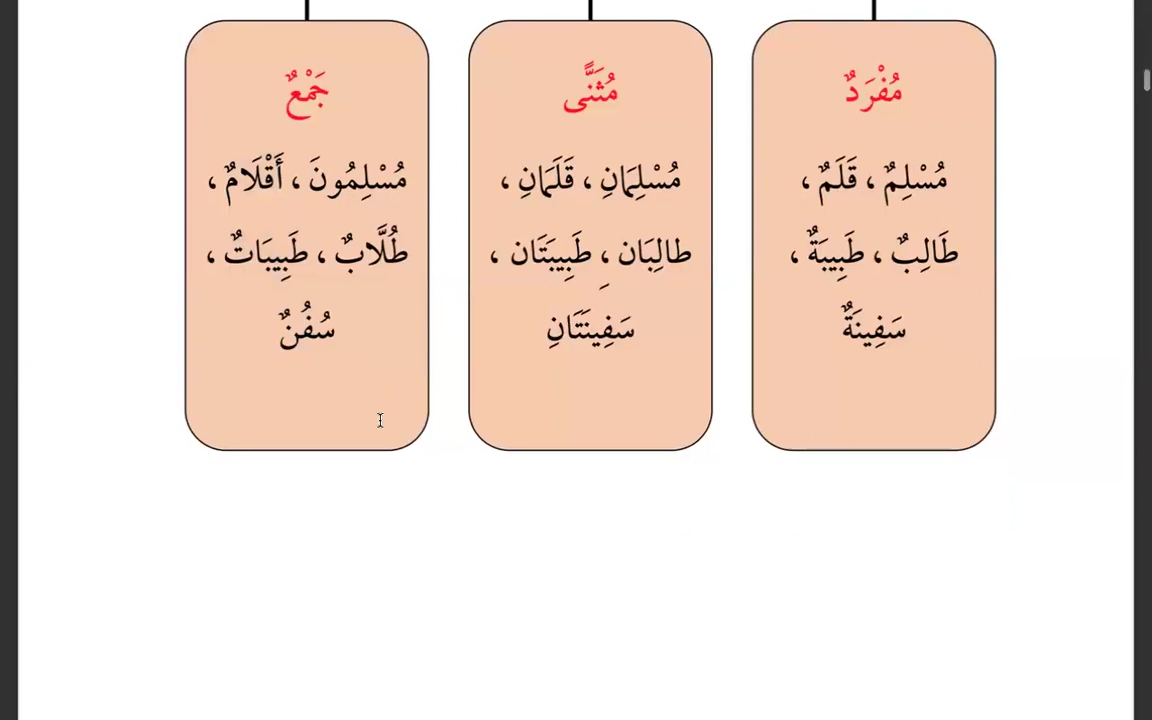 مُفْرَدٌ
مُسْلِمٌ ، قَلَمٌ ،
طَالِبٌ ، طَبِيبَةٌ ،
سَفِينَةٌ
مُثَنًّى
مُسْلِمَانِ ، قَلَمَانِ ،
طالِبَان ، طَبِيبَتَان ،
سَفِينَتَانِ
جَمْعٌ
مُسْلِمُونَ ، أَقْلَامٌ ،
طُلَّابٌ ، طَبِيبَاتٌ ،
سُفُنٌ